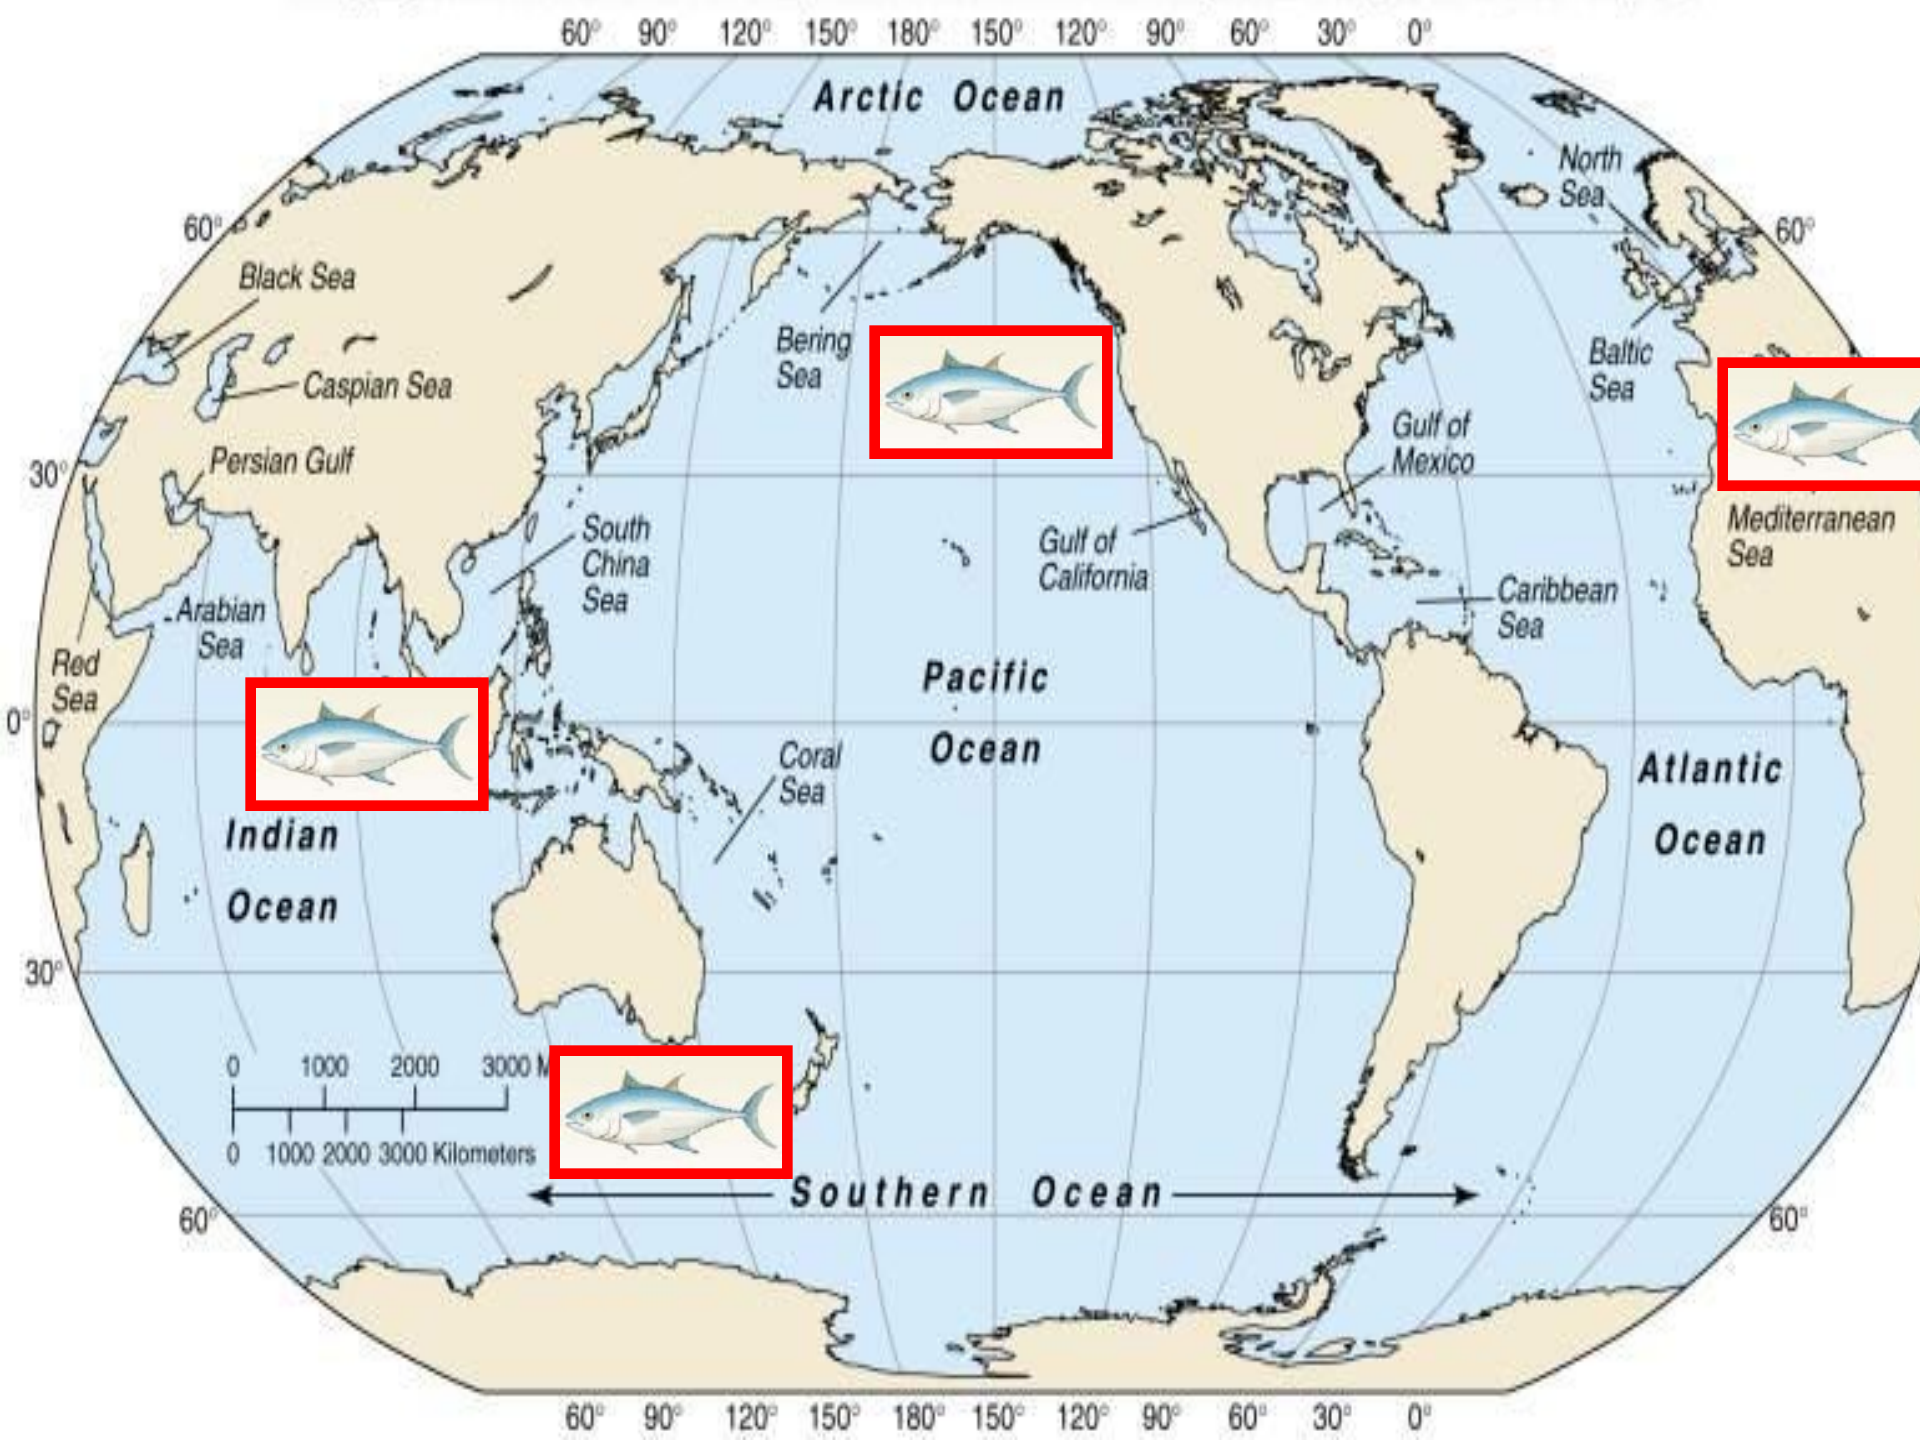 60° 90° 120° 150° 180° 150° 120° 90° 60° 30° 0°
Arctic Ocean
North
Sea
60°
60°
Black Sea
Bering
Sea
Baltic
Sea
Caspian Sea
Gulf of
Mexico
30°
Persian Gulf
South
China
Sea
Gulf of
California
Mediterranean
Sea
Arabian
Sea
Caribbean
Sea
Red
Sea
Pacific
Ocean
0°
Coral
Sea
Atlantic
Ocean
Indian
Ocean
30°
0 1000 2000 3000 M
0 1000 2000 3000 Kilometers
Southern Ocean
60°
60°
60° 90° 120° 150° 180° 150° 120° 90° 60° 30° 0°